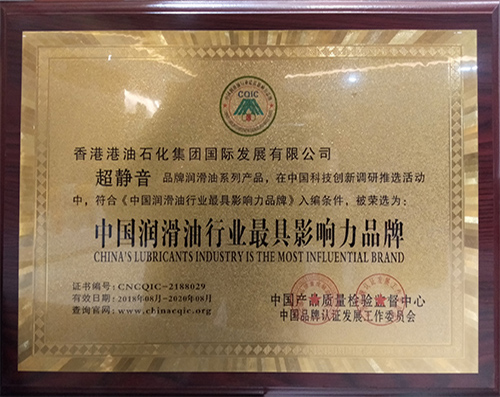 CQIC
香港港油石化集团国际发展有限公司
超静音 品牌润滑油系列产品，在中国科技创新调研推选活动
中，符合《中国润滑油行业最具影响力品牌》入编条件，被荣选为：
中国润滑油行业最具影响力品牌
CHINA'S LUBRICANTS INDUSTRY IS THE MOST INFLUENTIAL BRAND
证书编号：CNCQIC-2188029
有效日期：2018年08月-2020年08月
查询官网：www.chinacqic.org
中国产品质量检验监督中心
中国品牌认证发展工作委员会